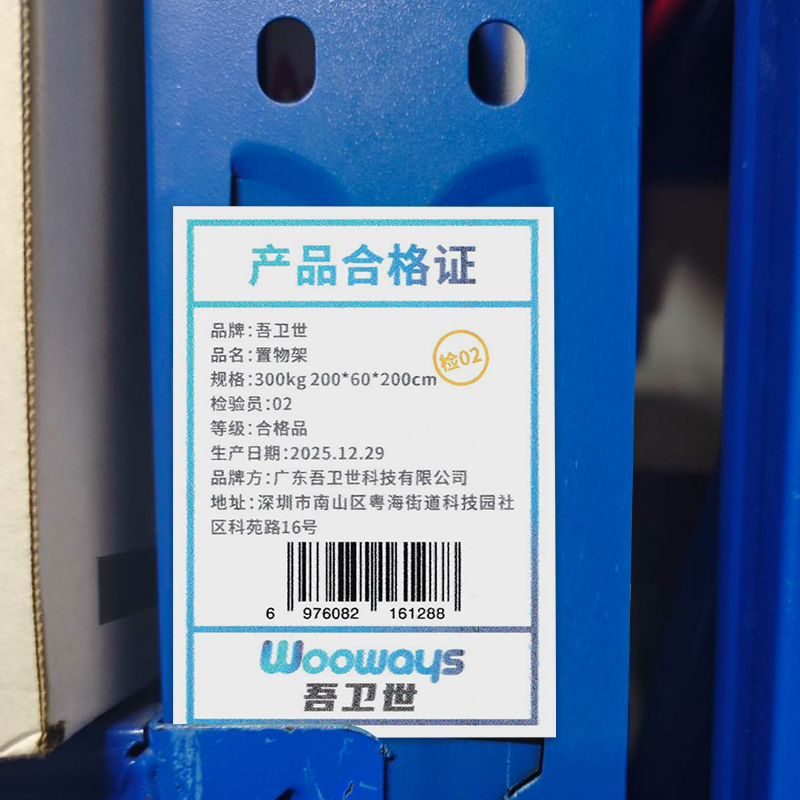 产品合格证
品牌:吾卫世
品名:置物架
检02
规格:300kg 200*60*200cm
检验员:02
等级:合格品
生产日期:2025.12.29
品牌方:广东吾卫世科技有限公司
地址:深圳市南山区粤海街道科技园社
区科苑路16号
6 976082 161288
Wooways
吾卫世